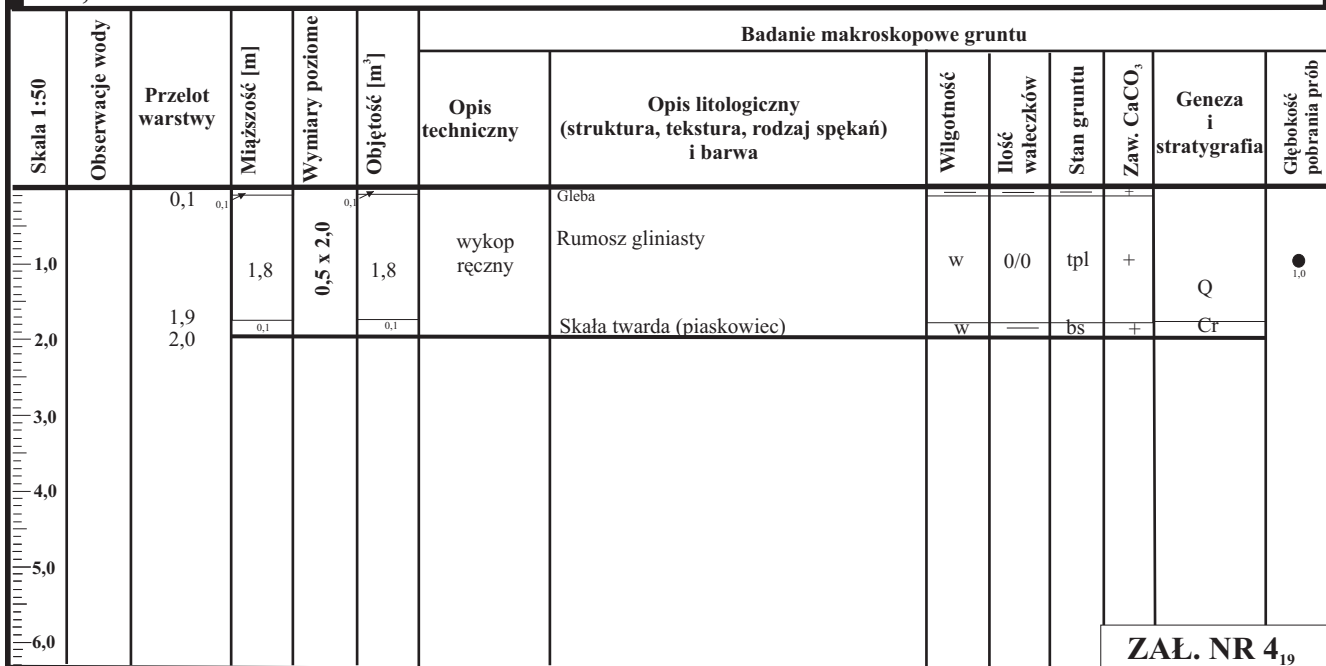 Badanie makroskopowe gruntu
Skala 1:50
Obserwacje wody
Przelot
warstwy
Miąższość [m]
Wymiary poziome
Objętość [m³]
Opis
techniczny
Opis litologiczny
(struktura, tekstura, rodzaj spękań)
i barwa
Wilgotność
Ilość
wałeczków
Stan gruntu
Zaw. CaCO₃
Geneza
i
stratygrafia
Głębokość
pobrania prób
0,1 0,1 0,1 Gleba — — — +
1,0 1,8 0,5 x 2,0 1,8
wykop
ręczny
Rumosz gliniasty
w 0/0 tpl +
Q
1,0
1,9 0,1 0,1 Skała twarda (piaskowiec) w — bs + Cr
2,0 2,0
3,0
4,0
5,0
6,0
ZAŁ. NR 4₁₉